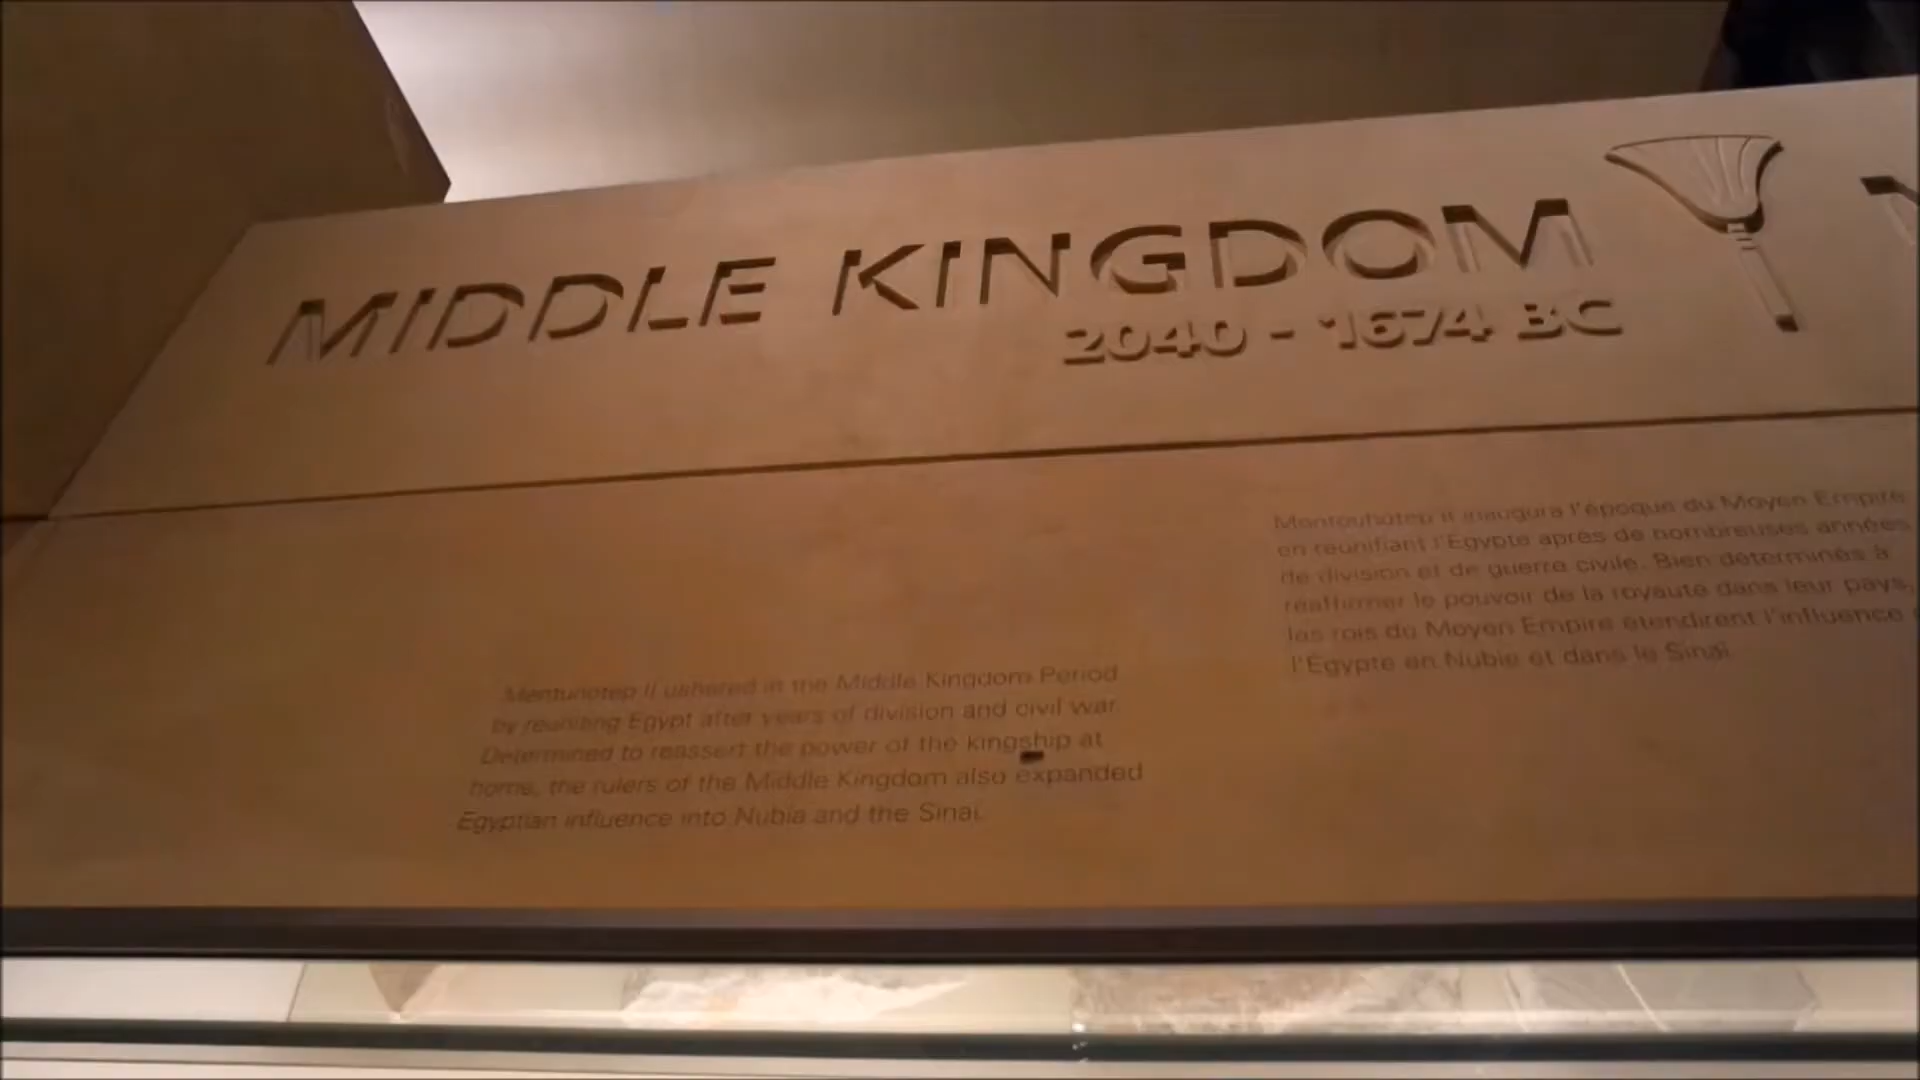 MIDDLE KINGDOM
2040 - 1674 BC
Mentuhotep II ushered in the Middle Kingdom Period
by reuniting Egypt after years of division and civil war.
Determined to reassert the power of the kingship at
home, the rulers of the Middle Kingdom also expanded
Egyptian influence into Nubia and the Sinai.
Mentouhotep II inaugura l'époque du Moyen Empire
en réunifiant l'Égypte après de nombreuses années
de division et de guerre civile. Bien déterminés à
réaffirmer le pouvoir de la royauté dans leur pays,
les rois du Moyen Empire étendirent l'influence
l'Égypte en Nubie et dans le Sinaï.